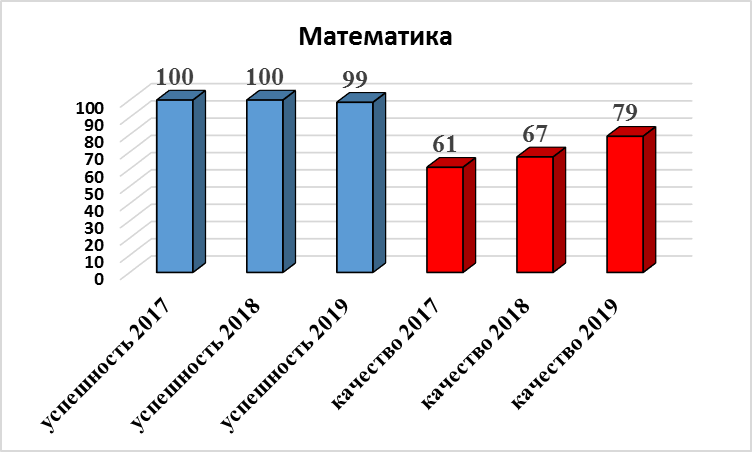 Математика
100
100
99
61
67
79
100
90
80
70
60
50
40
30
20
10
0
успешность 2017
успешность 2018
успешность 2019
качество 2017
качество 2018
качество 2019